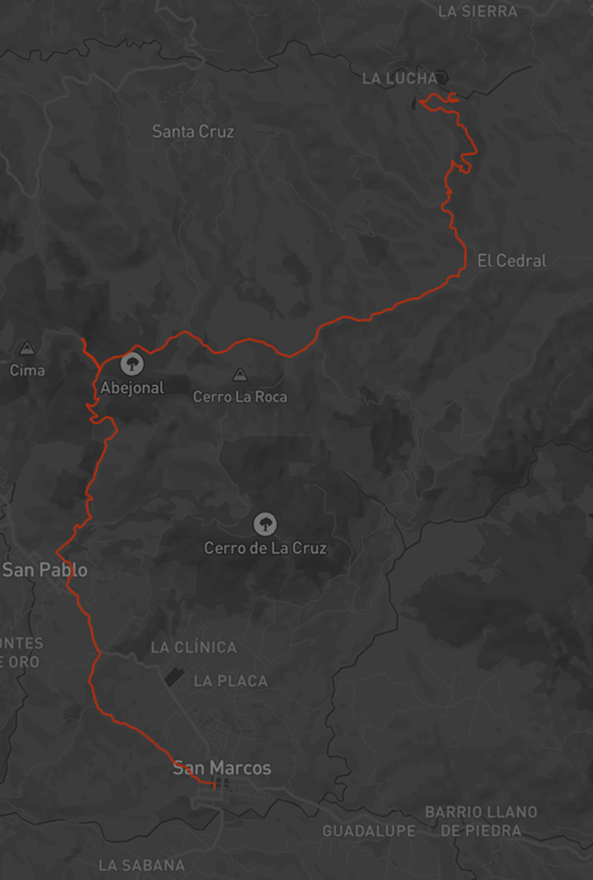 LA SIERRA
LA LUCHA
Santa Cruz
El Cedral
Cima
Abejonal
Cerro La Roca
Cerro de La Cruz
San Pablo
ONTES
E ORO
LA CLÍNICA
LA PLACA
San Marcos
BARRIO LLANO
DE PIEDRA
GUADALUPE
LA SABANA